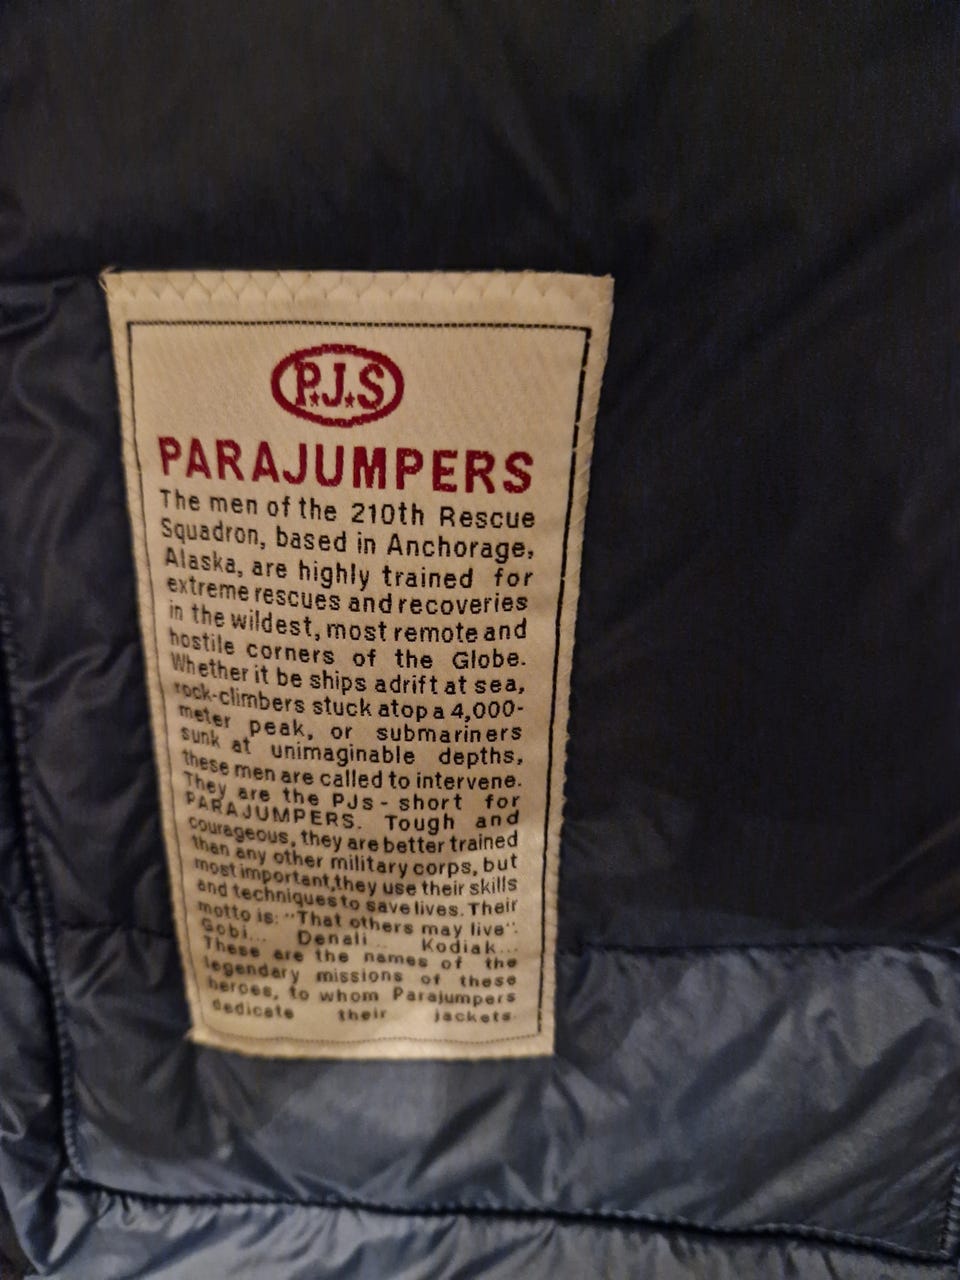 P.J.S
PARAJUMPERS
The men of the 210th Rescue
Squadron, based in Anchorage,
Alaska, are highly trained for
extreme rescues and recoveries
in the wildest, most remote and
hostile corners of the Globe.
Whether it be ships adrift at sea,
rock-climbers stuck atop a 4,000-
meter peak, or submariners
sunk at unimaginable depths,
these men are called to intervene.
They are the PJs - short for
PARAJUMPERS. Tough and
courageous, they are better trained
than any other military corps, but
most important,they use their skills
and techniques to save lives. Their
motto is: "That others may live".
Gobi... Denali... Kodiak...
These are the names of the
legendary missions of these
heroes, to whom Parajumpers
dedicate their jackets.